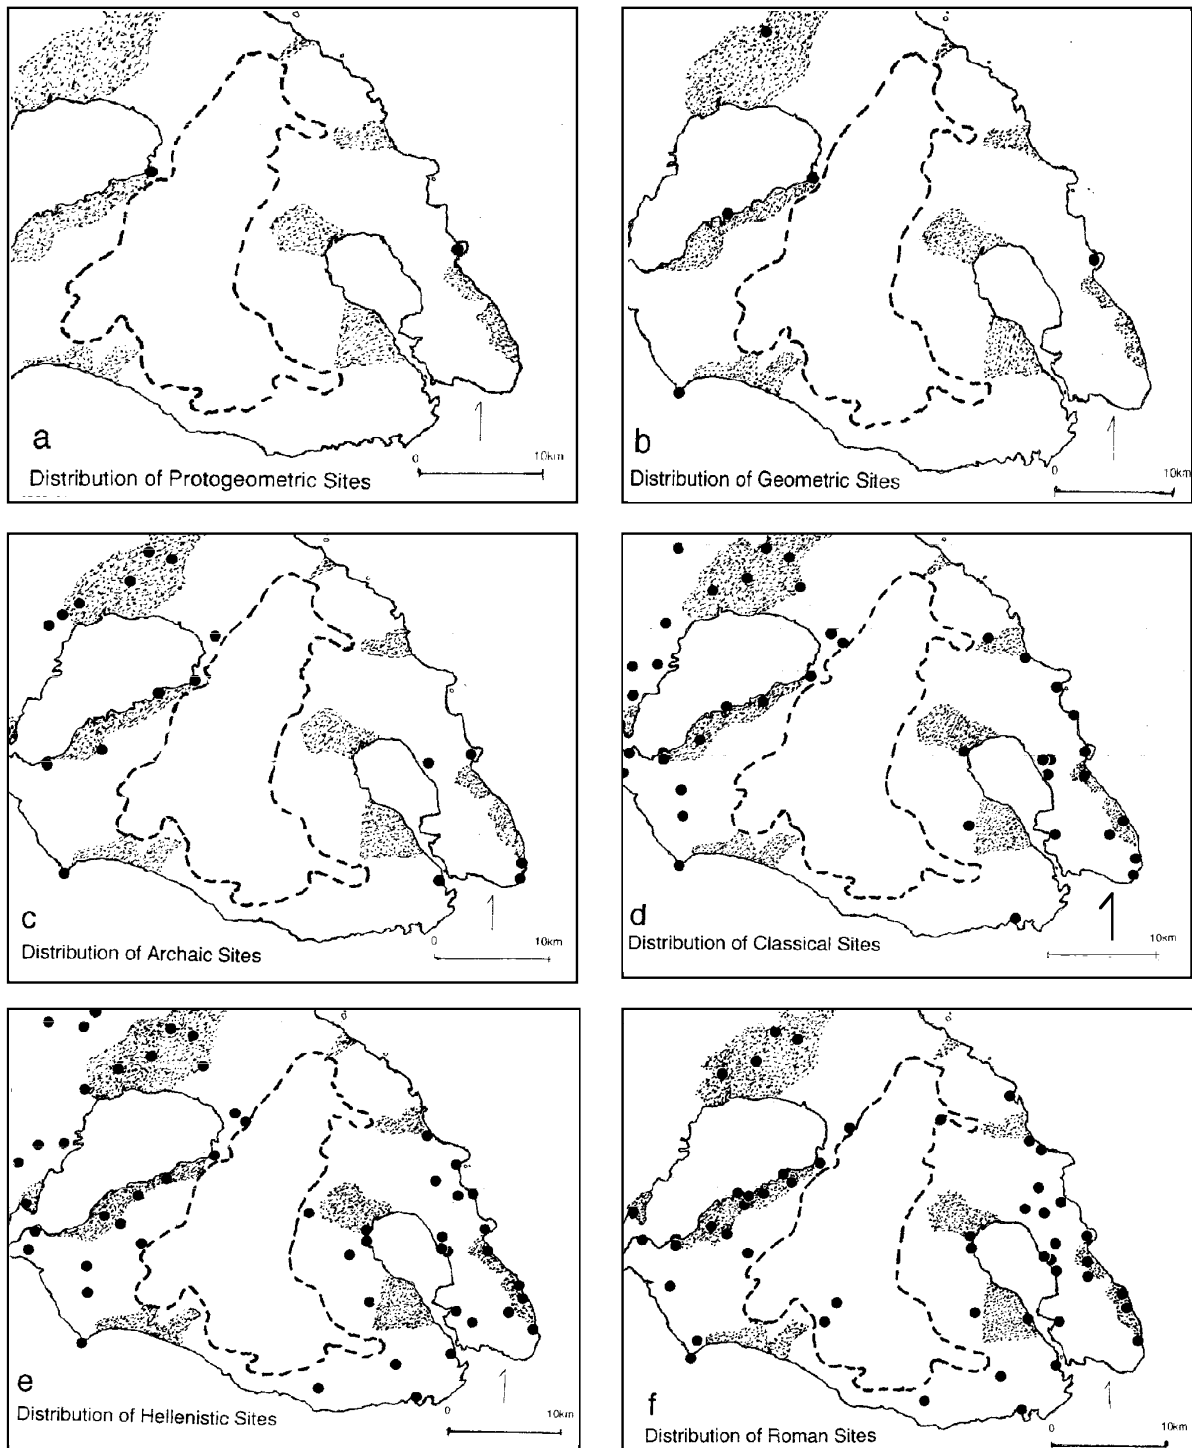 a
0
10km
Distribution of Protogeometric Sites
b
0
10km
Distribution of Geometric Sites
c
0
10km
Distribution of Archaic Sites
d
10km
Distribution of Classical Sites
e
0
10km
Distribution of Hellenistic Sites
f
0
10km
Distribution of Roman Sites